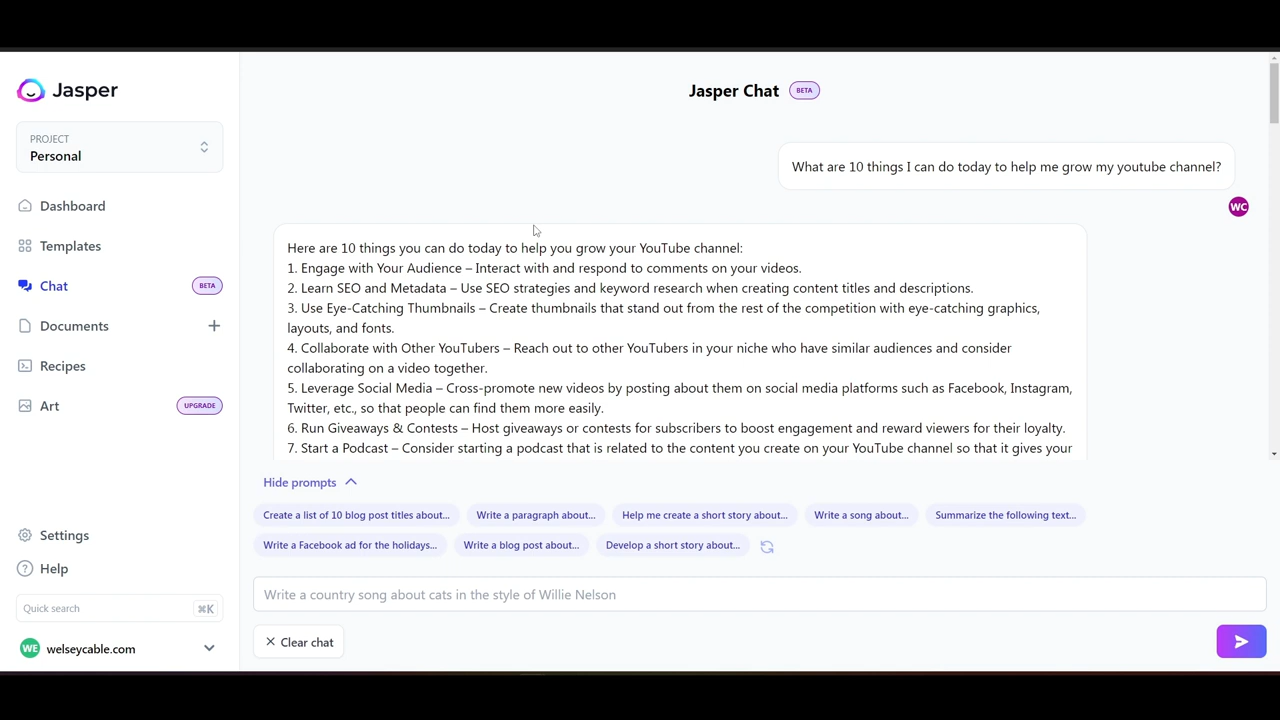 Jasper
PROJECT
Personal
Dashboard
Templates
Chat
BETA
Documents
Recipes
Art
UPGRADE
Settings
Help
Quick search
⌘K
WE
welseycable.com
Jasper Chat
BETA
What are 10 things I can do today to help me grow my youtube channel?
WC
Here are 10 things you can do today to help you grow your YouTube channel:
1. Engage with Your Audience – Interact with and respond to comments on your videos.
2. Learn SEO and Metadata – Use SEO strategies and keyword research when creating content titles and descriptions.
3. Use Eye-Catching Thumbnails – Create thumbnails that stand out from the rest of the competition with eye-catching graphics,
layouts, and fonts.
4. Collaborate with Other YouTubers – Reach out to other YouTubers in your niche who have similar audiences and consider
collaborating on a video together.
5. Leverage Social Media – Cross-promote new videos by posting about them on social media platforms such as Facebook, Instagram,
Twitter, etc., so that people can find them more easily.
6. Run Giveaways & Contests – Host giveaways or contests for subscribers to boost engagement and reward viewers for their loyalty.
7. Start a Podcast – Consider starting a podcast that is related to the content you create on your YouTube channel so that it gives your
Hide prompts
Create a list of 10 blog post titles about...
Write a paragraph about...
Help me create a short story about...
Write a song about...
Summarize the following text...
Write a Facebook ad for the holidays...
Write a blog post about...
Develop a short story about...
Write a country song about cats in the style of Willie Nelson
Clear chat